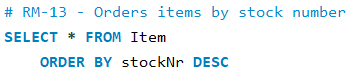 # RM-13 - Orders items by stock number
SELECT * FROM Item
    ORDER BY stockNr DESC